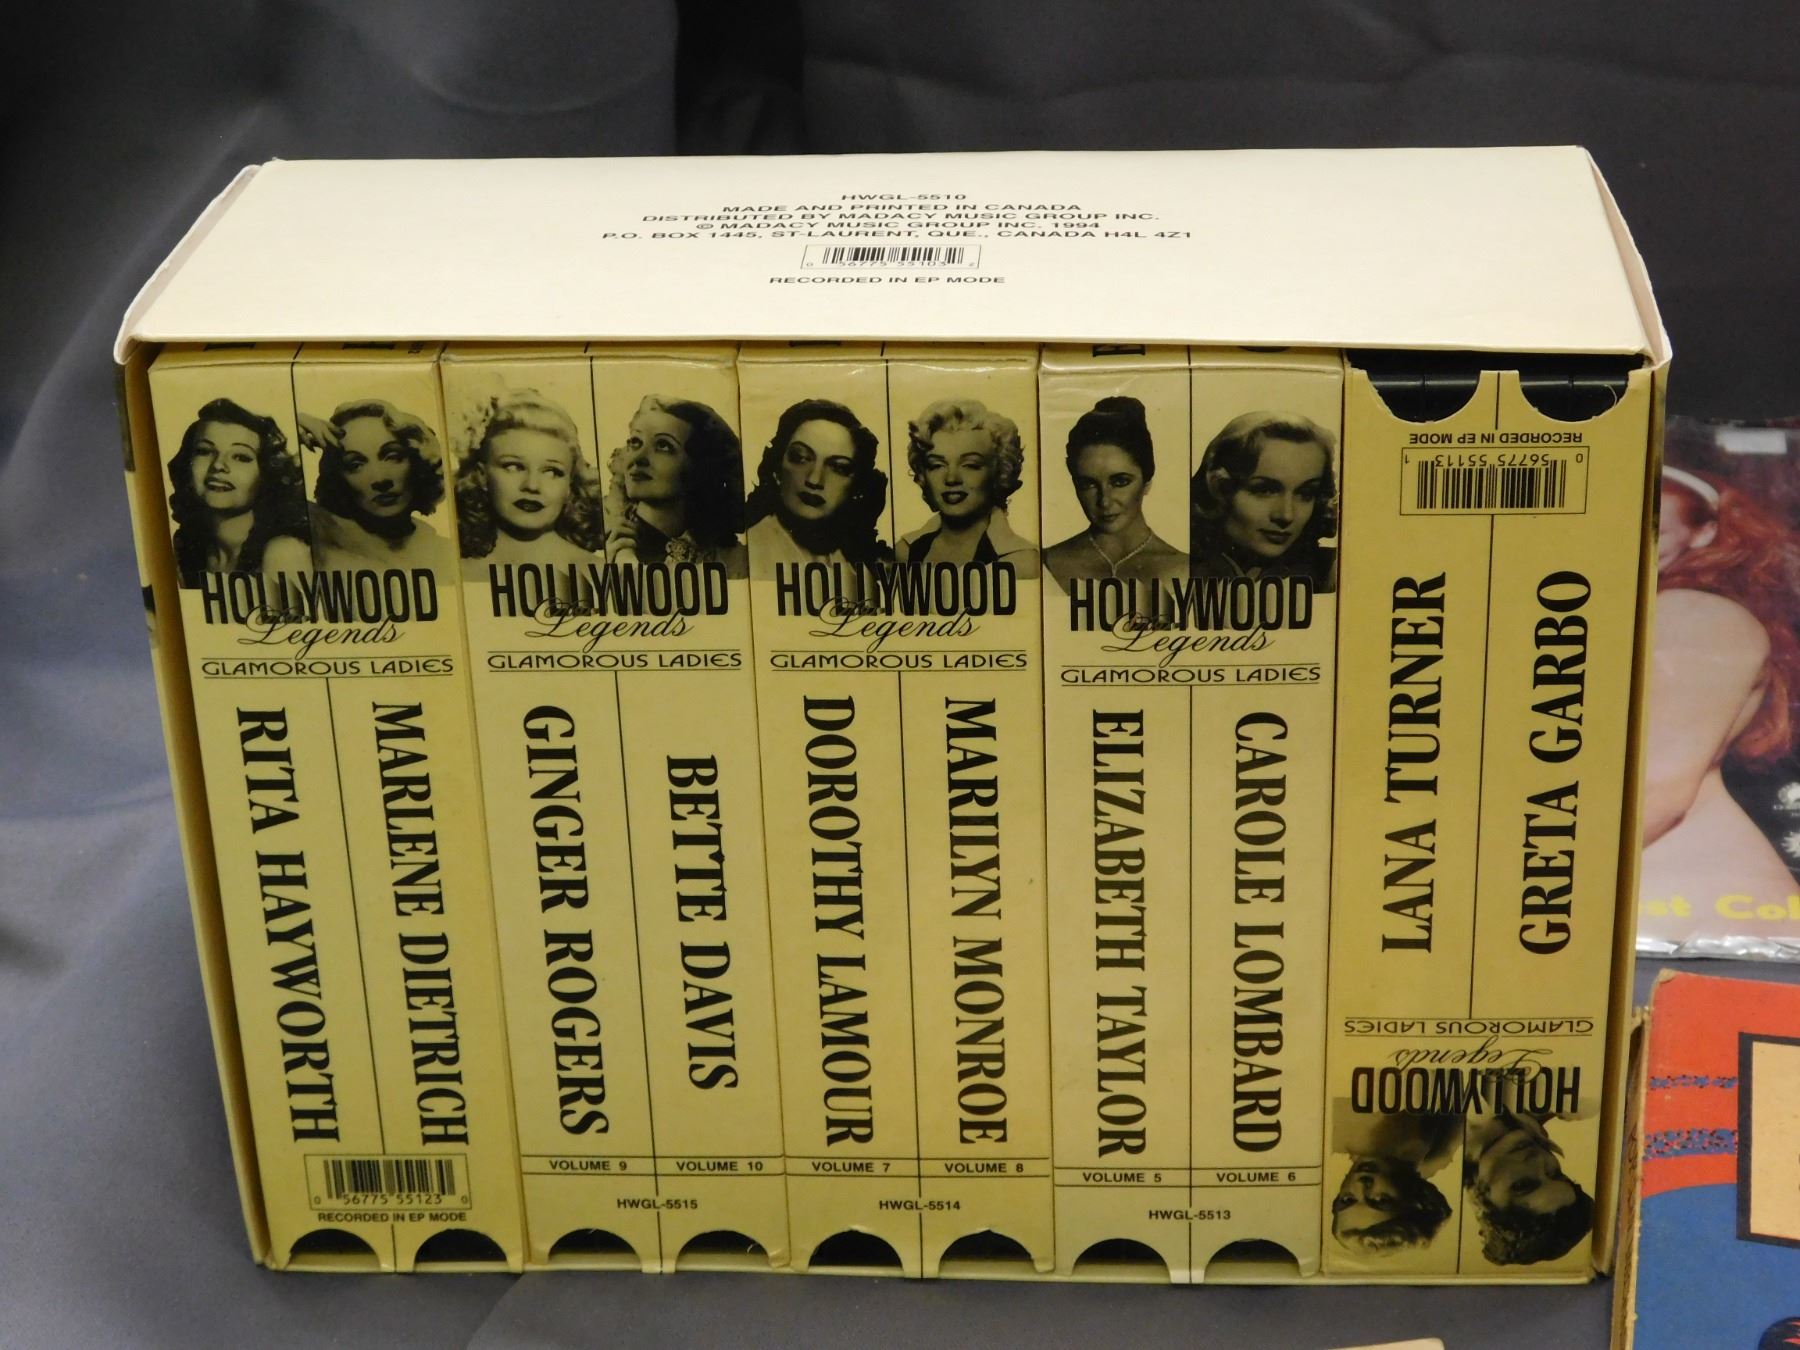 HWGL-5510
MADE AND PRINTED IN CANADA
DISTRIBUTED BY MADACY MUSIC GROUP INC.
© MADACY MUSIC GROUP INC. 1994
P.O. BOX 1445, ST-LAURENT, QUE., CANADA H4L 4Z1
0 56775 55103 2
RECORDED IN EP MODE
HOLLYWOOD
Legends
GLAMOROUS LADIES
RITA HAYWORTH
MARLENE DIETRICH
0 56775 55123 0
RECORDED IN EP MODE
HOLLYWOOD
Legends
GLAMOROUS LADIES
GINGER ROGERS
BETTE DAVIS
VOLUME 9
VOLUME 10
HWGL-5515
HOLLYWOOD
Legends
GLAMOROUS LADIES
DOROTHY LAMOUR
MARILYN MONROE
VOLUME 7
VOLUME 8
HWGL-5514
HOLLYWOOD
Legends
GLAMOROUS LADIES
ELIZABETH TAYLOR
CAROLE LOMBARD
VOLUME 5
VOLUME 6
HWGL-5513
HOLLYWOOD
Legends
GLAMOROUS LADIES
LANA TURNER
GRETA GARBO
0 56775 55113 1
RECORDED IN EP MODE